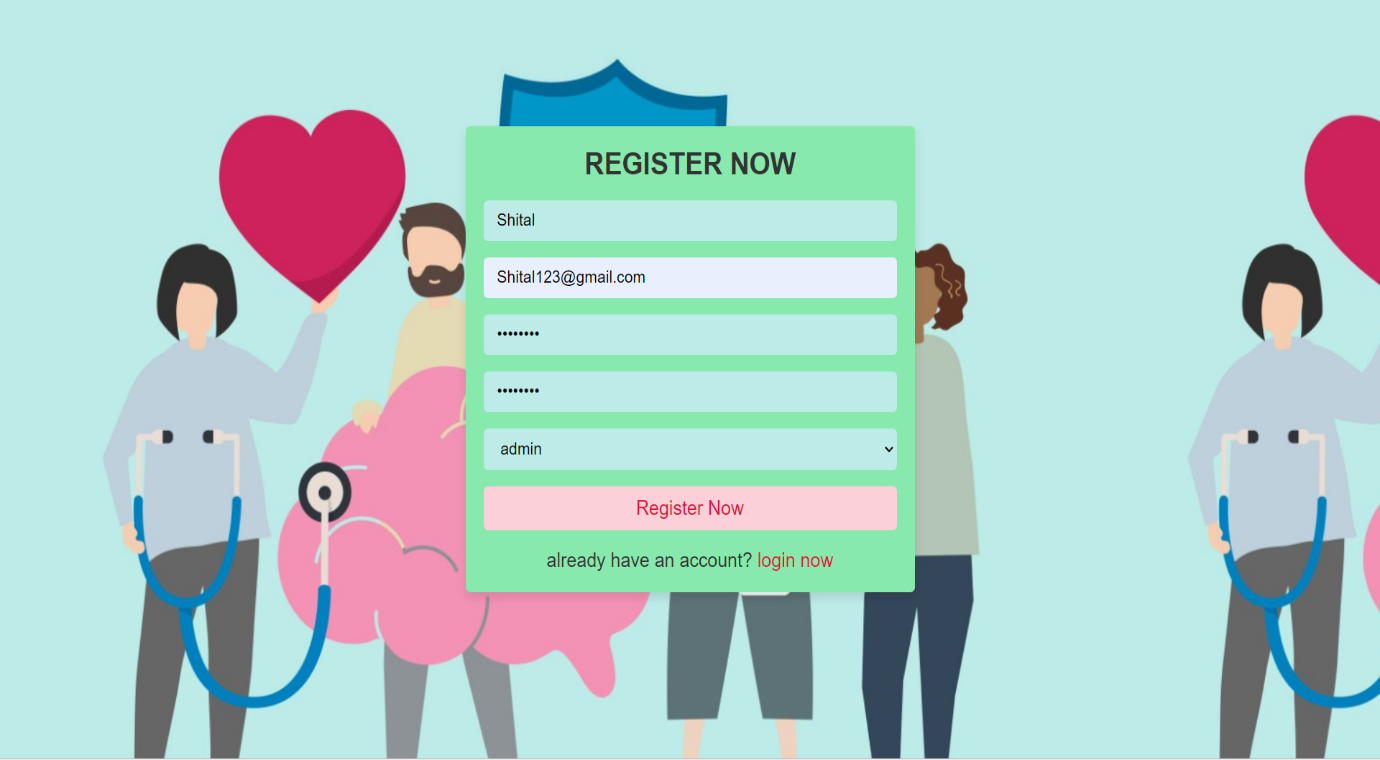 REGISTER NOW
Shital
Shital123@gmail.com
••••••••
••••••••
admin
Register Now
already have an account? login now